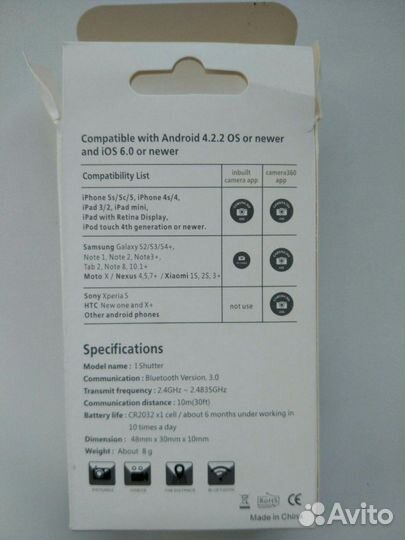 Compatible with Android 4.2.2 OS or newer
and iOS 6.0 or newer
Compatibility List
inbuilt
camera app
camera360
app
iPhone 5s/5c/5, iPhone 4s/4,
iPad 3/2, iPad mini,
iPad with Retina Display,
iPod touch 4th generation or newer.
Samsung Galaxy S2/S3/S4+,
Note 1, Note 2, Note3+,
Tab 2, Note 8, 10.1+
Moto X / Nexus 4,5,7+ / Xiaomi 1S, 2S, 3+
Sony Xperia S
HTC New one and X+
Other android phones
not use
Specifications
Model name : I Shutter
Communication : Bluetooth Version. 3.0
Transmit frequency : 2.4GHz ~ 2.4835GHz
Communication distance : 10m(30ft)
Battery life : CR2032 x1 cell / about 6 months under working in
10 times a day
Dimension : 48mm x 30mm x 10mm
Weight : About 8 g
RoHS
CE
Made in China
Avito